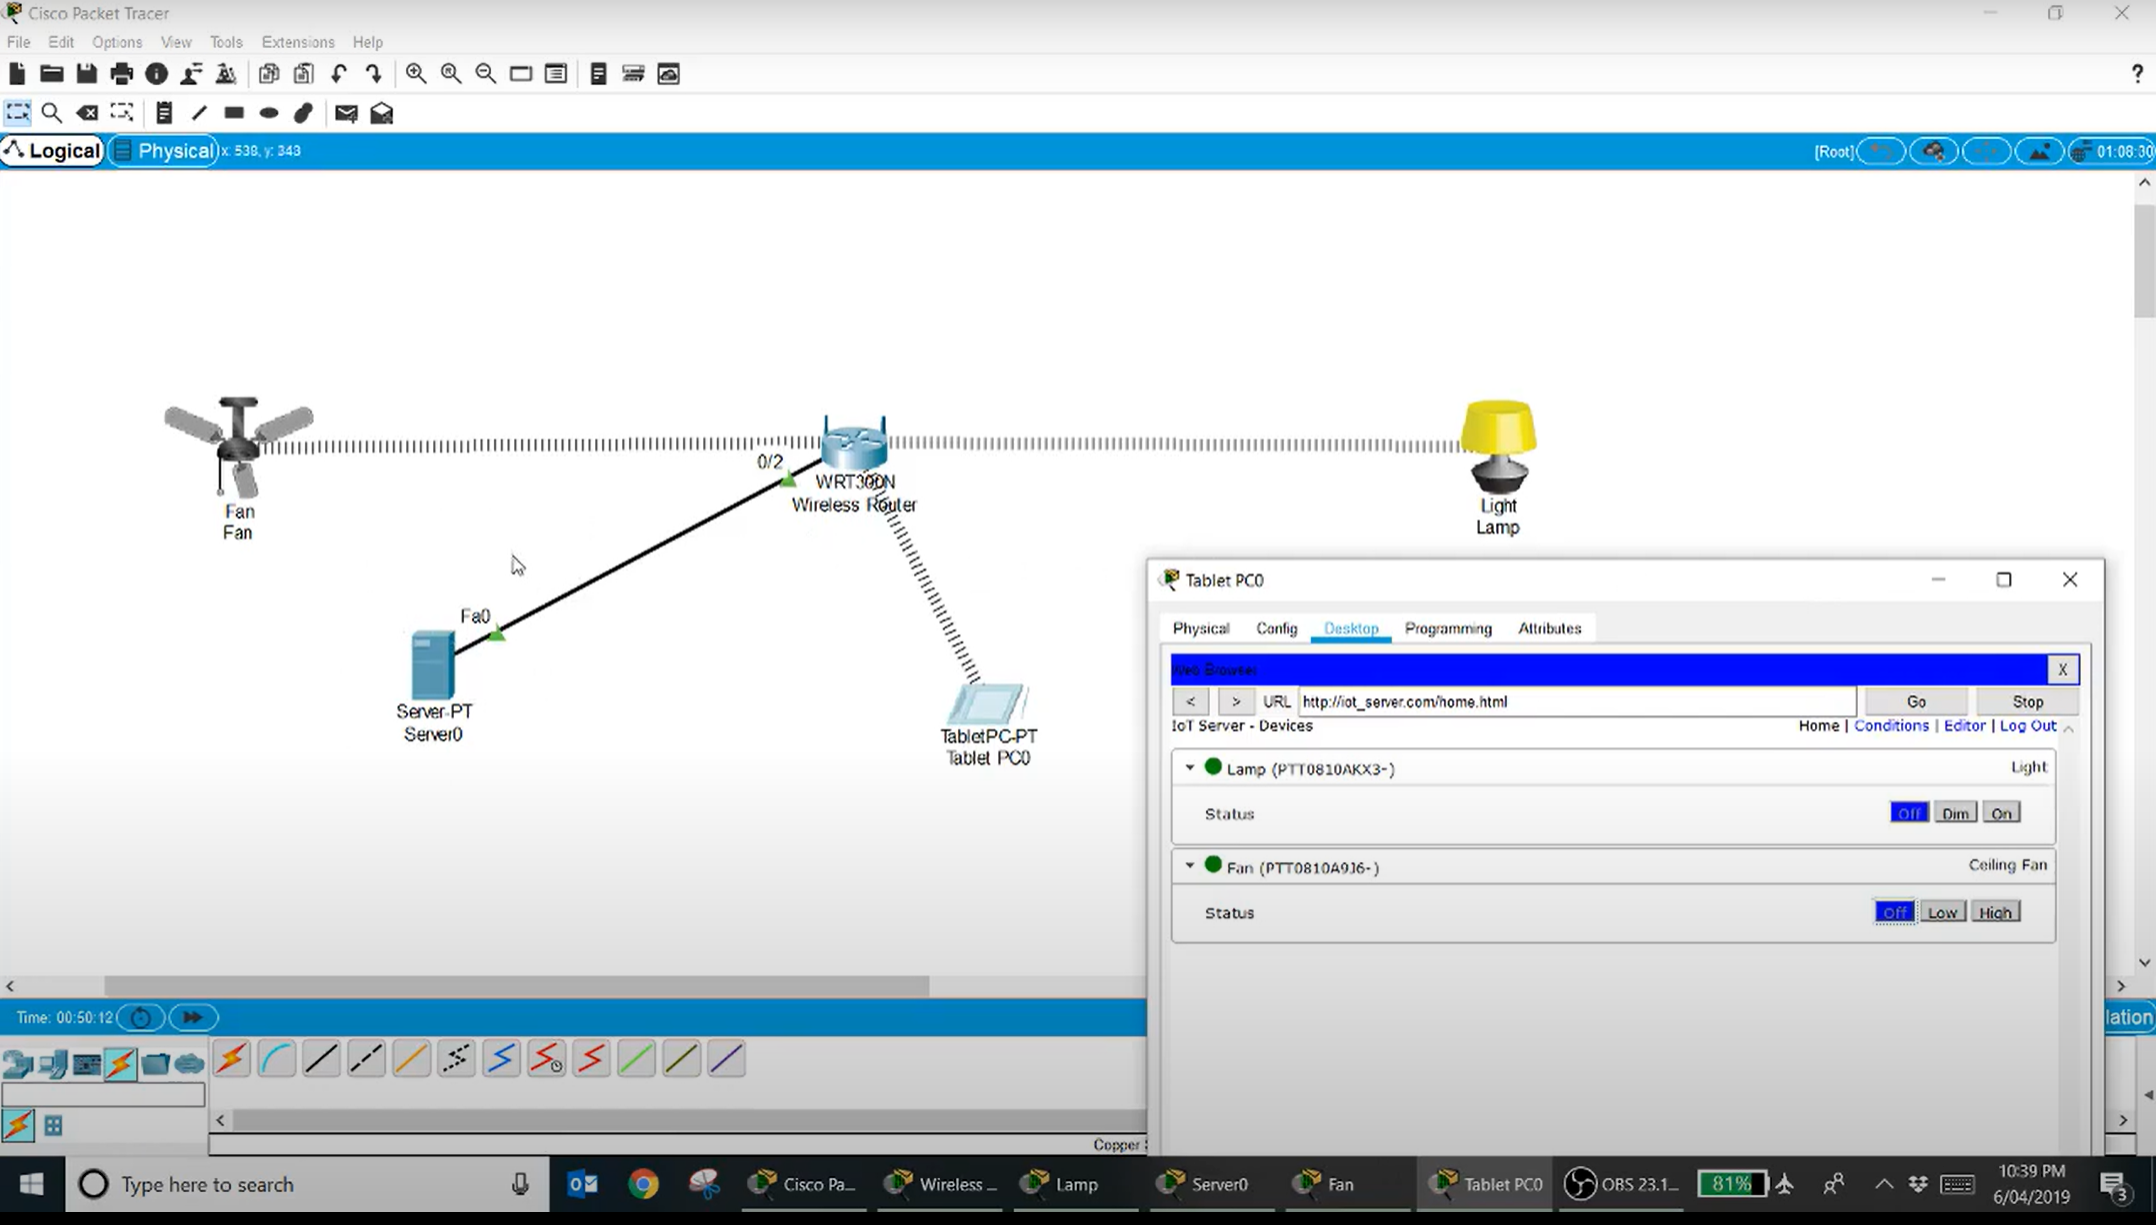 Cisco Packet Tracer
File Edit Options View Tools Extensions Help
?
Logical Physical x: 538, y: 343 [Root] 01:08:30
Fan
Fan
0/2
WRT300N
Wireless Router
Light
Lamp
Fa0
Server-PT
Server0
TabletPC-PT
Tablet PC0
Tablet PC0
Physical Config Desktop Programming Attributes
Web Browser X
< > URL http://iot_server.com/home.html Go Stop
IoT Server - Devices Home | Conditions | Editor | Log Out
Lamp (PTT0810AKX3-) Light
Status Off Dim On
Fan (PTT0810A9J6-) Ceiling Fan
Status Off Low High
Time: 00:50:12
lation
Copper
Type here to search Cisco Pa... Wireless ... Lamp Server0 Fan Tablet PC0 OBS 23.1... 81% 10:39 PM
6/04/2019 3